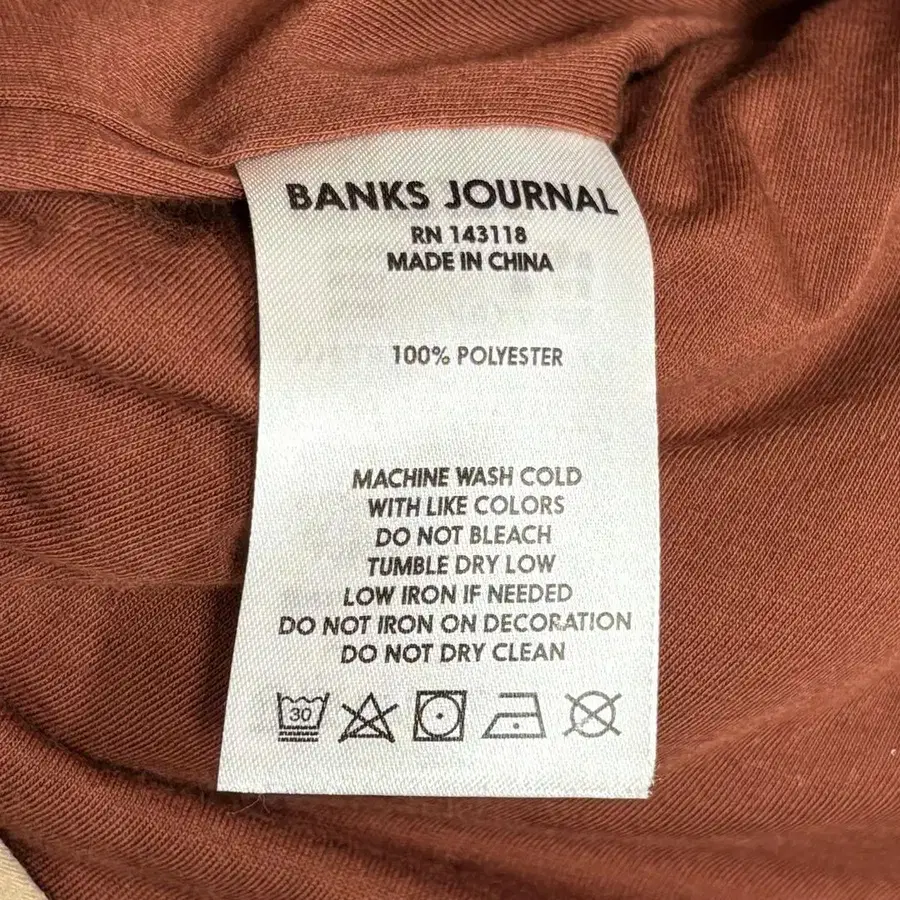 BANKS JOURNAL
RN 143118
MADE IN CHINA
100% POLYESTER
MACHINE WASH COLD
WITH LIKE COLORS
DO NOT BLEACH
TUMBLE DRY LOW
LOW IRON IF NEEDED
DO NOT IRON ON DECORATION
DO NOT DRY CLEAN
30